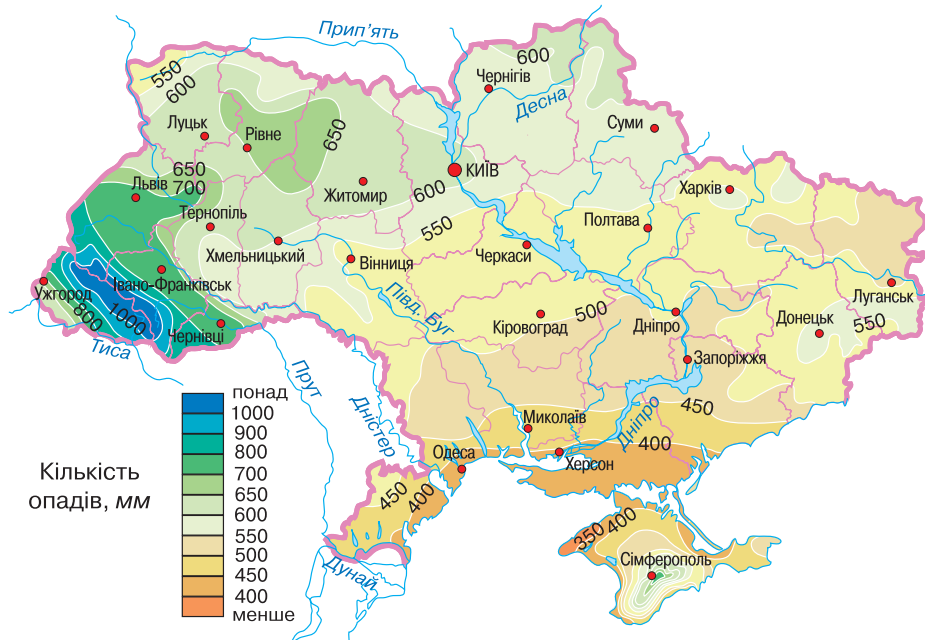 Прип’ять
600
Чернігів
550
600
Десна
Луцьк
Рівне
650
Суми
650
700
Львів
Житомир
КИЇВ
600
Харків
Тернопіль
550
Полтава
Хмельницький
Вінниця
Черкаси
Івано-Франківськ
Ужгород
800
1000
Чернівці
Тиса
Півд. Буг
Кіровоград
500
Дніпро
Луганськ
Донецьк
550
Запоріжжя
Прут
Дністер
Миколаїв
Дніпро
450
400
Одеса
Херсон
450
400
350
400
Сімферополь
Дунай
Кількість
опадів, мм
понад
1000
900
800
700
650
600
550
500
450
400
менше